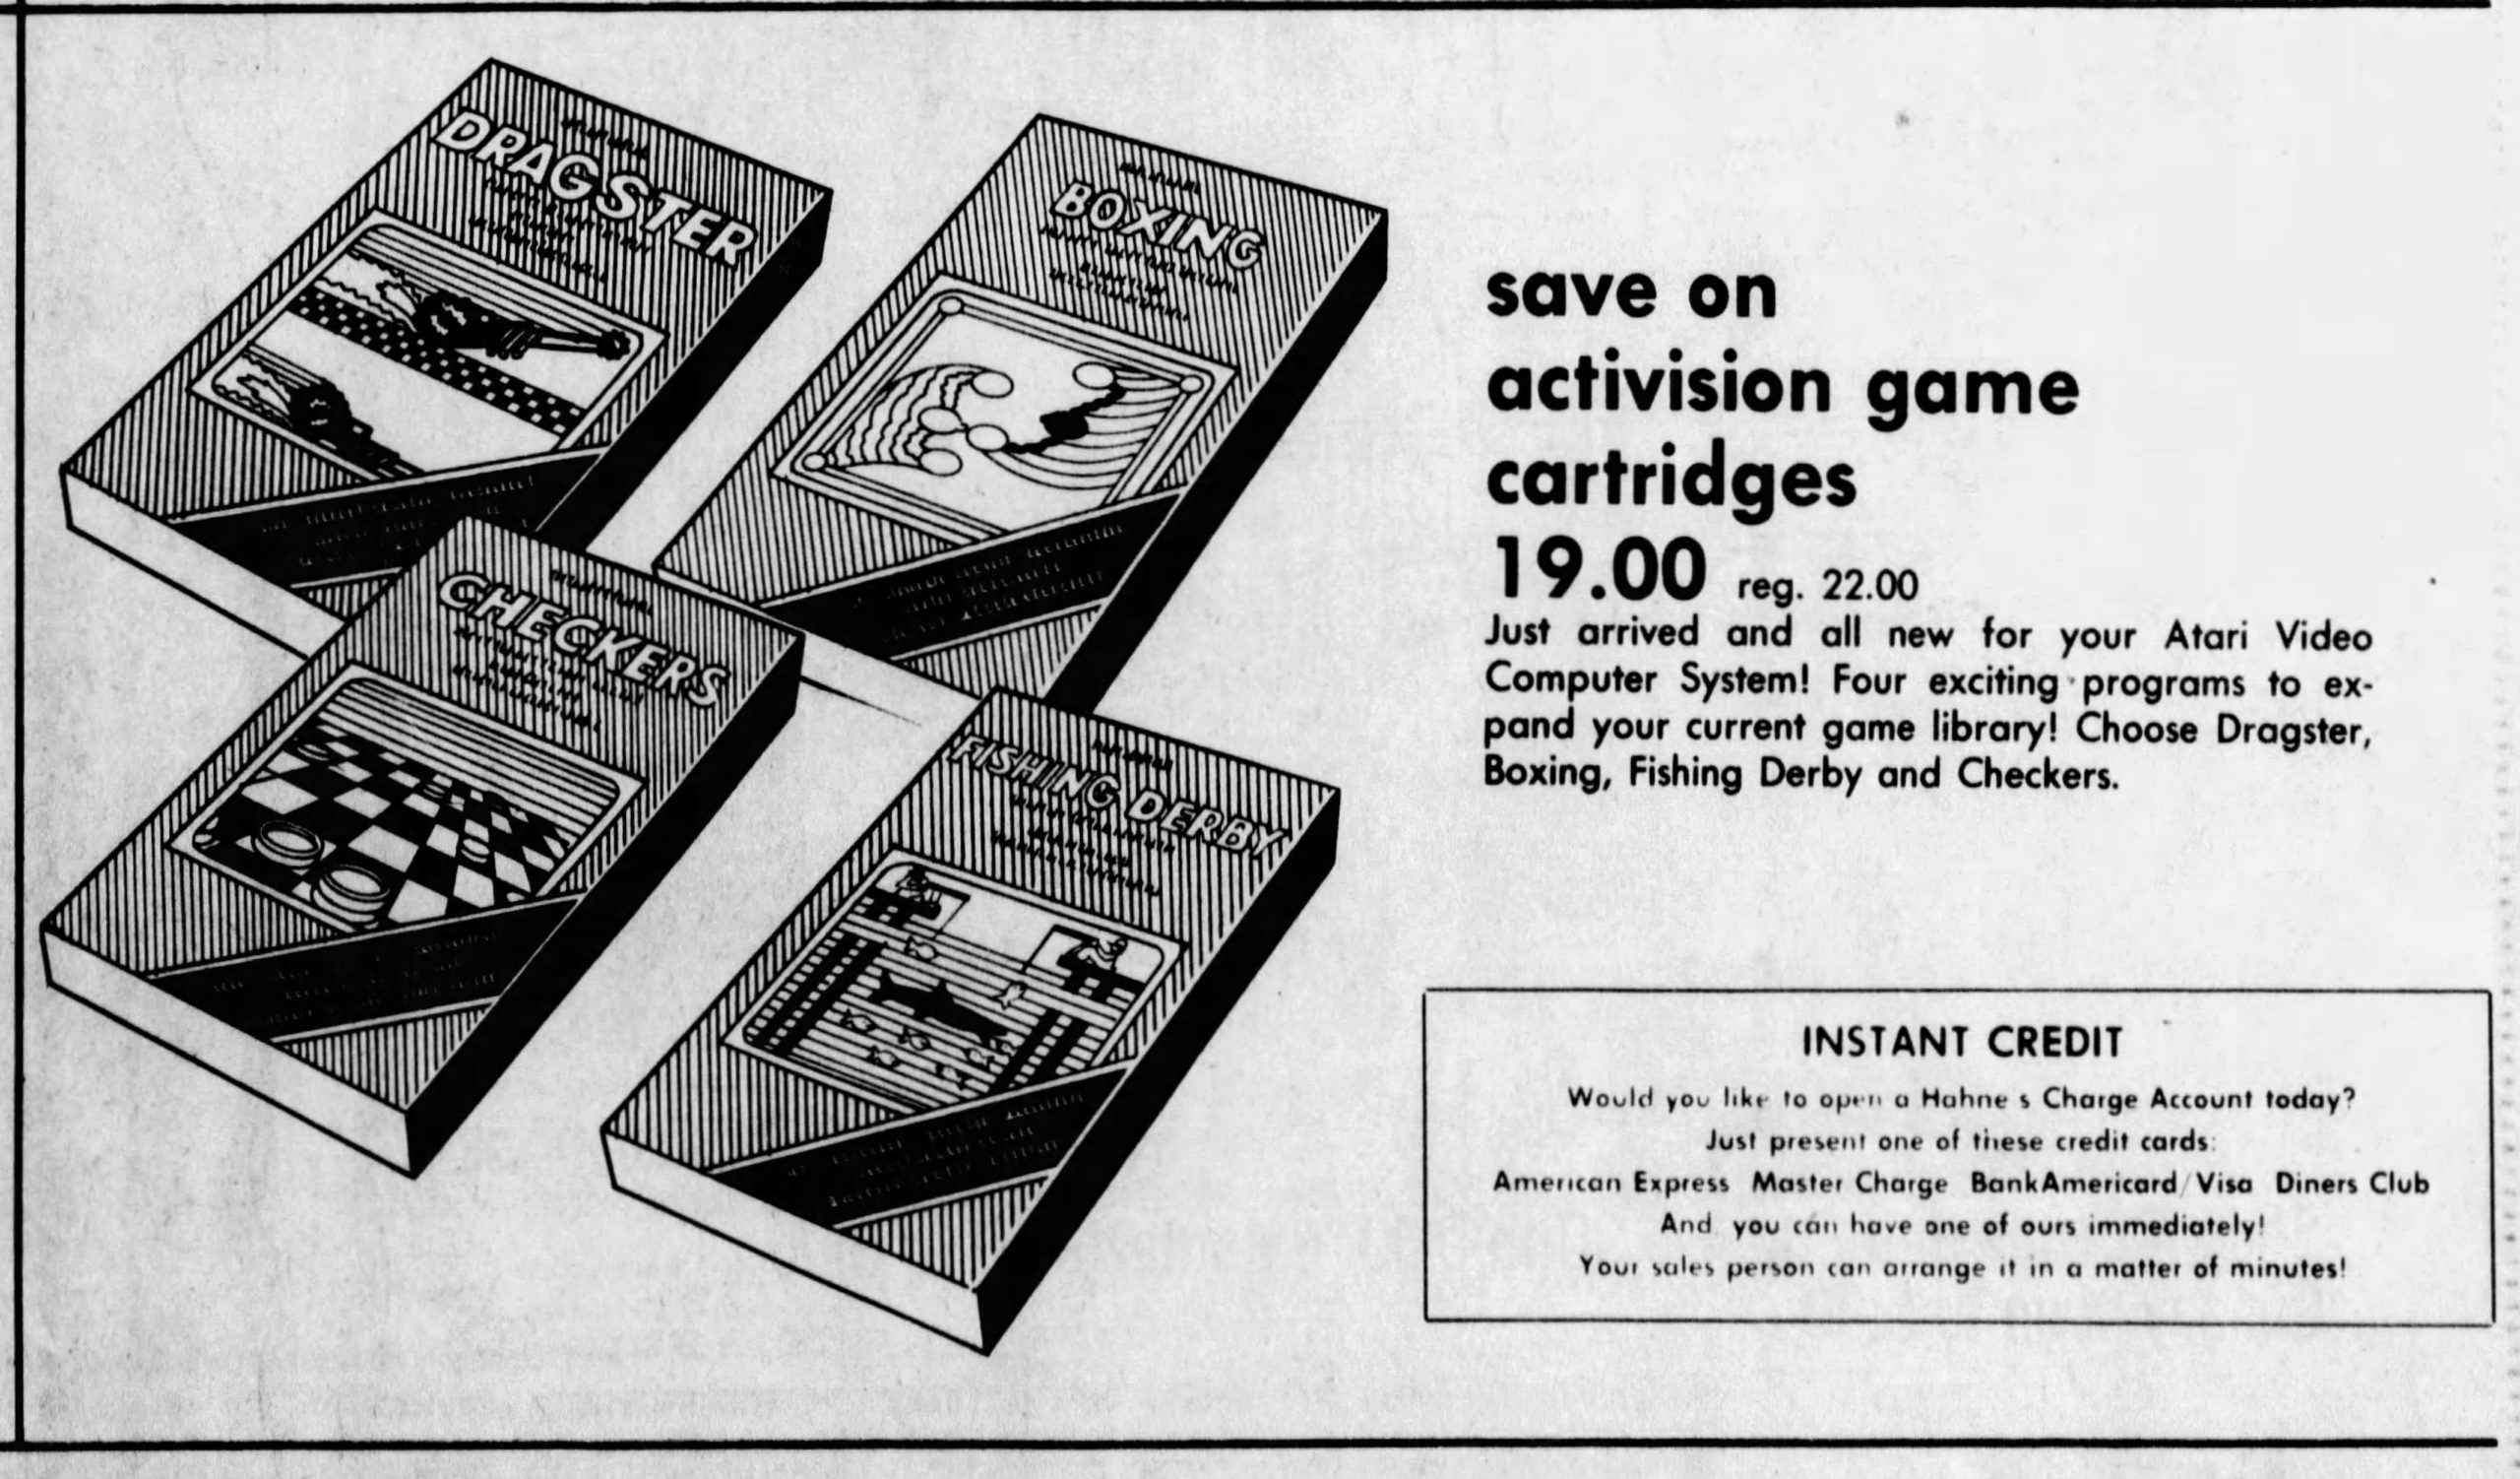 DRAGSTER
BOXING
CHECKERS
FISHING DERBY
save on
activision game
cartridges
19.00 reg. 22.00
Just arrived and all new for your Atari Video
Computer System! Four exciting programs to ex-
pand your current game library! Choose Dragster,
Boxing, Fishing Derby and Checkers.
INSTANT CREDIT
Would you like to open a Hahne s Charge Account today?
Just present one of these credit cards:
American Express Master Charge BankAmericard/Visa Diners Club
And you can have one of ours immediately!
Your sales person can arrange it in a matter of minutes!